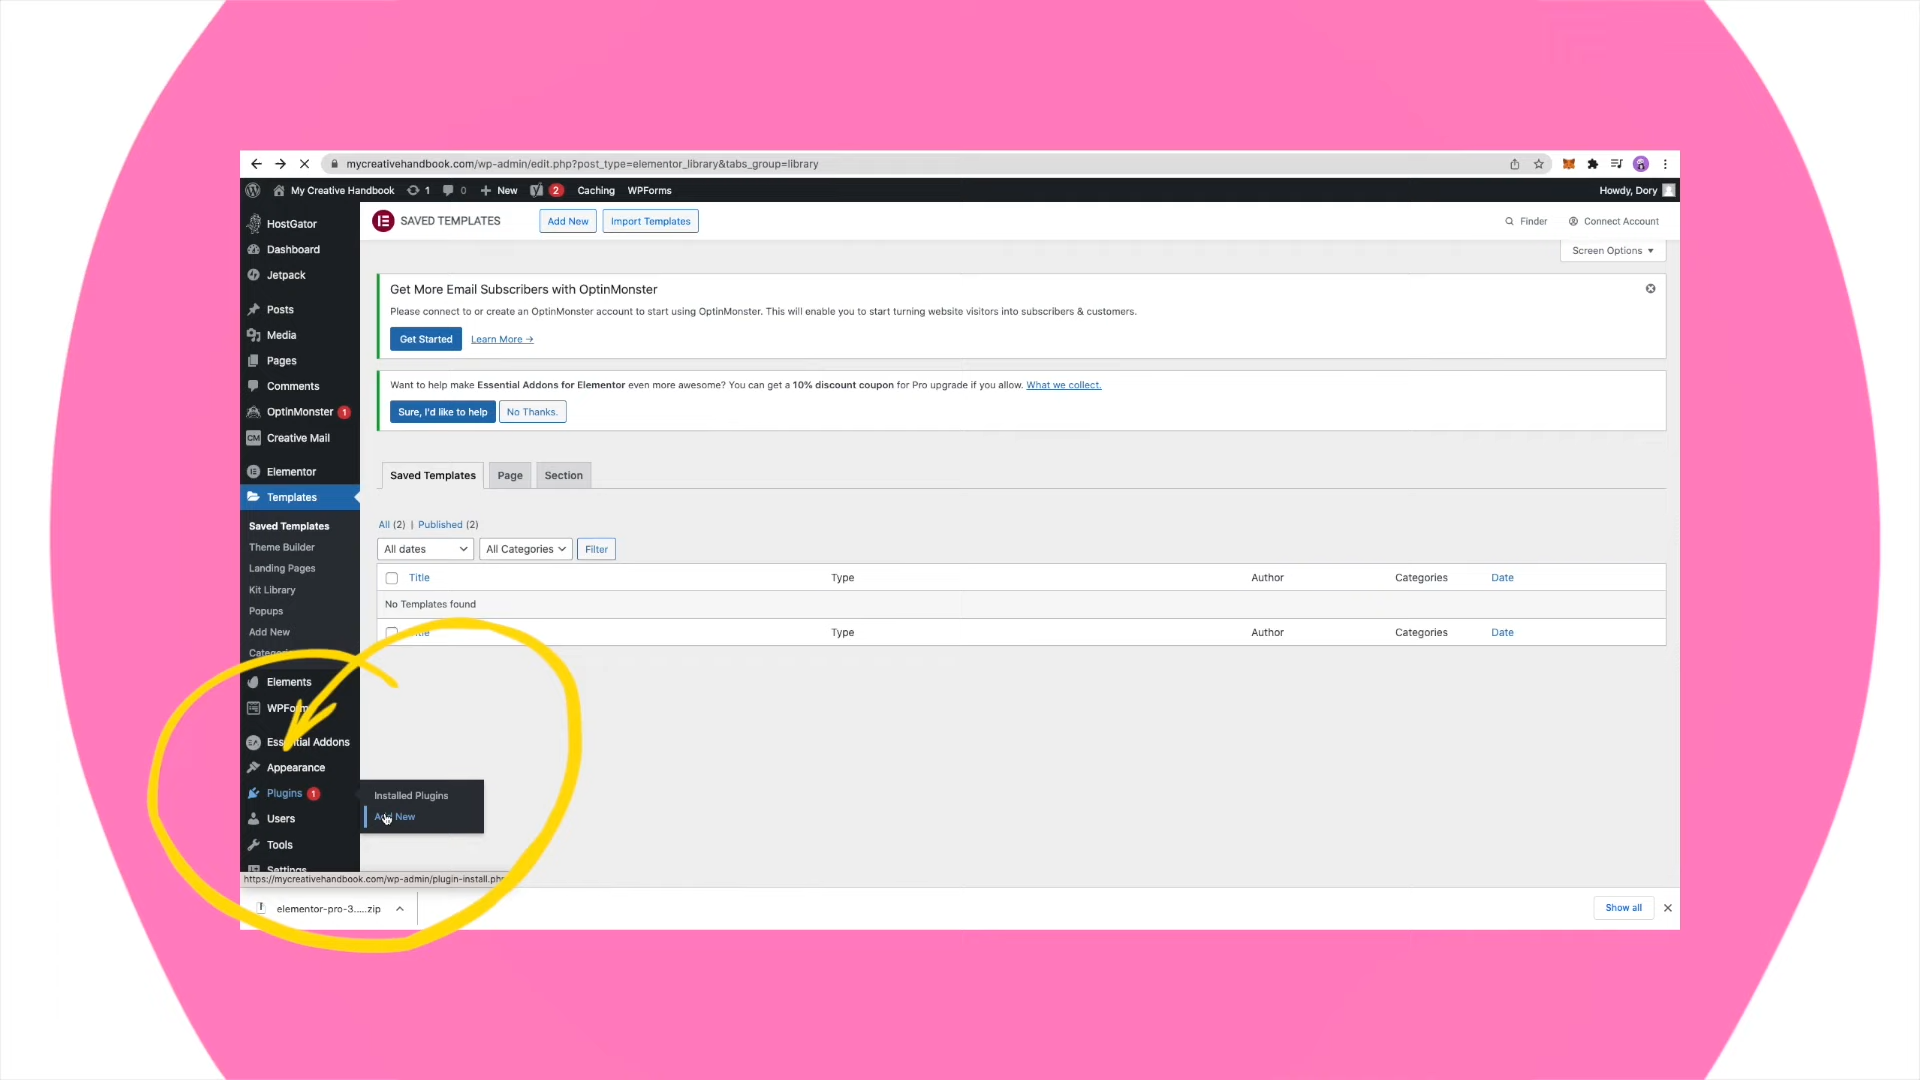 mycreativehandbook.com/wp-admin/edit.php?post_type=elementor_library&tabs_group=library
My Creative Handbook 1 0 New 2 Caching WPForms Howdy, Dory
HostGator
Dashboard
Jetpack
Posts
Media
Pages
Comments
OptinMonster 1
CM Creative Mail
Elementor
Templates
Saved Templates
Theme Builder
Landing Pages
Kit Library
Popups
Add New
Elements
Essential Addons
Appearance
Plugins 1
Users
Tools
Settings
Installed Plugins
Add New
SAVED TEMPLATES Add New Import Templates Finder Connect Account
Screen Options
Get More Email Subscribers with OptinMonster
Please connect to or create an OptinMonster account to start using OptinMonster. This will enable you to start turning website visitors into subscribers & customers.
Get Started Learn More →
Want to help make Essential Addons for Elementor even more awesome? You can get a 10% discount coupon for Pro upgrade if you allow. What we collect.
Sure, I'd like to help No Thanks.
Saved Templates Page Section
All (2) | Published (2)
All dates All Categories Filter
Title Type Author Categories Date
No Templates found
Title Type Author Categories Date
https://mycreativehandbook.com/wp-admin/plugin-install.php
elementor-pro-3.....zip Show all